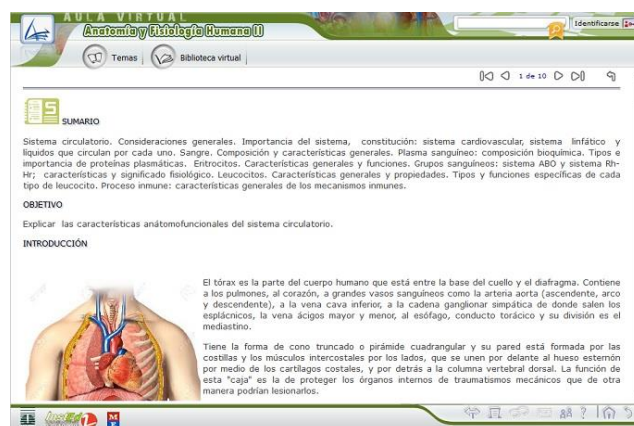 AULA VIRTUAL
Anatomía y Fisiología Humana II
Identificarse
Temas
Biblioteca virtual
1 de 10
SUMARIO
Sistema circulatorio. Consideraciones generales. Importancia del sistema, constitución: sistema cardiovascular, sistema linfático y
líquidos que circulan por cada uno. Sangre. Composición y características generales. Plasma sanguíneo: composición bioquímica. Tipos e
importancia de proteínas plasmáticas. Entrocitos. Características generales y funciones. Grupos sanguíneos: sistema ABO y sistema Rh-
Hr; características y significado fisiológico. Leucocitos. Características generales y propiedades. Tipos y funciones específicas de cada
tipo de leucocito. Proceso inmune: características generales de los mecanismos inmunes.
OBJETIVO
Explicar las características anátomofuncionales del sistema circulatorio.
INTRODUCCIÓN
El tórax es la parte del cuerpo humano que está entre la base del cuello y el diafragma. Contiene
a los pulmones, al corazón, a grandes vasos sanguíneos como la arteria aorta (ascendente, arco
y descendente), a la vena cava inferior, a la cadena ganglionar simpática de donde salen los
esplácnicos, la vena ácigos mayor y menor, al esófago, conducto torácico y su división es el
mediastino.
Tiene la forma de cono truncado o pirámide cuadrangular y su pared está formada por las
costillas y los músculos intercostales por los lados, que se unen por delante al hueso esternón
por medio de los cartílagos costales, y por detrás a la columna vertebral dorsal. La función de
esta "caja" es la de proteger los órganos internos de traumatismos mecánicos que de otra
manera podrían lesionarlos.